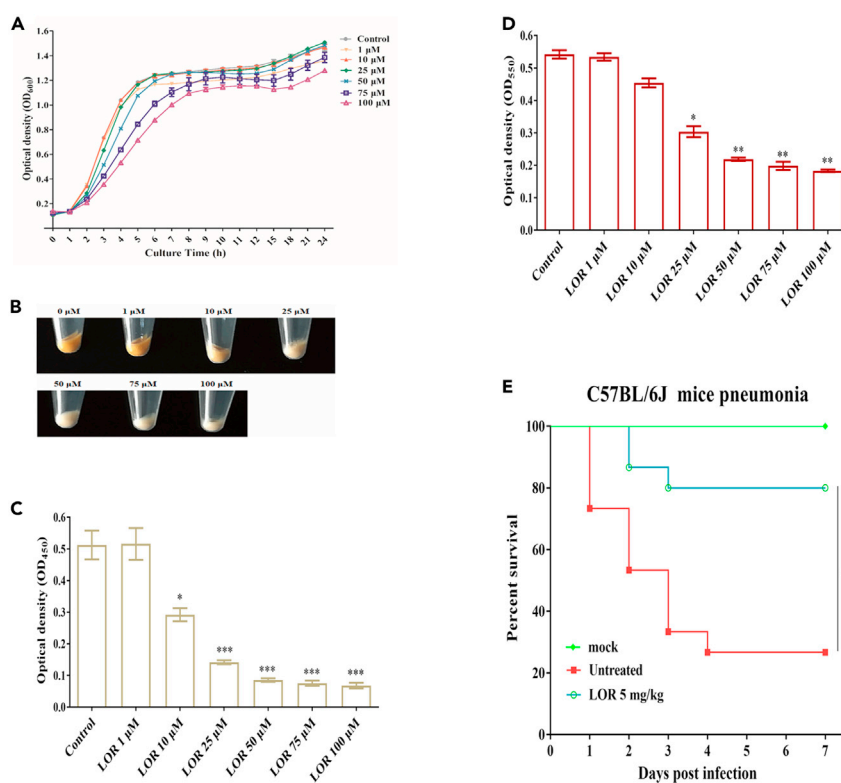 A
1.6
1.4
1.2
1.0
0.8
0.6
0.4
0.2
Optical density (OD600)
0 1 2 3 4 5 6 7 8 9 10 11 12 15 18 21 24
Culture Time (h)
Control
1 μM
10 μM
25 μM
50 μM
75 μM
100 μM
B
0 μM 1 μM 10 μM 25 μM
50 μM 75 μM 100 μM
C
0.6
0.5
0.4
0.3
0.2
0.1
0.0
Optical density (OD450)
* *** *** *** ***
Control LOR 1 μM LOR 10 μM LOR 25 μM LOR 50 μM LOR 75 μM LOR 100 μM
D
0.6
0.5
0.4
0.3
0.2
0.1
0.0
Optical density (OD550)
* ** ** **
Control LOR 1 μM LOR 10 μM LOR 25 μM LOR 50 μM LOR 75 μM LOR 100 μM
E
C57BL/6J mice pneumonia
100
80
60
40
20
0
Percent survival
mock
Untreated
LOR 5 mg/kg
0 1 2 3 4 5 6 7
Days post infection